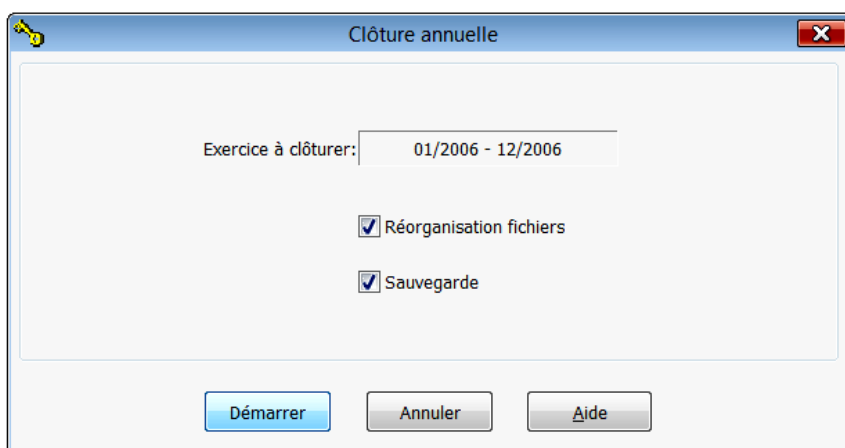 Clôture annuelle
Exercice à clôturer: 01/2006 - 12/2006
Réorganisation fichiers
Sauvegarde
Démarrer Annuler Aide